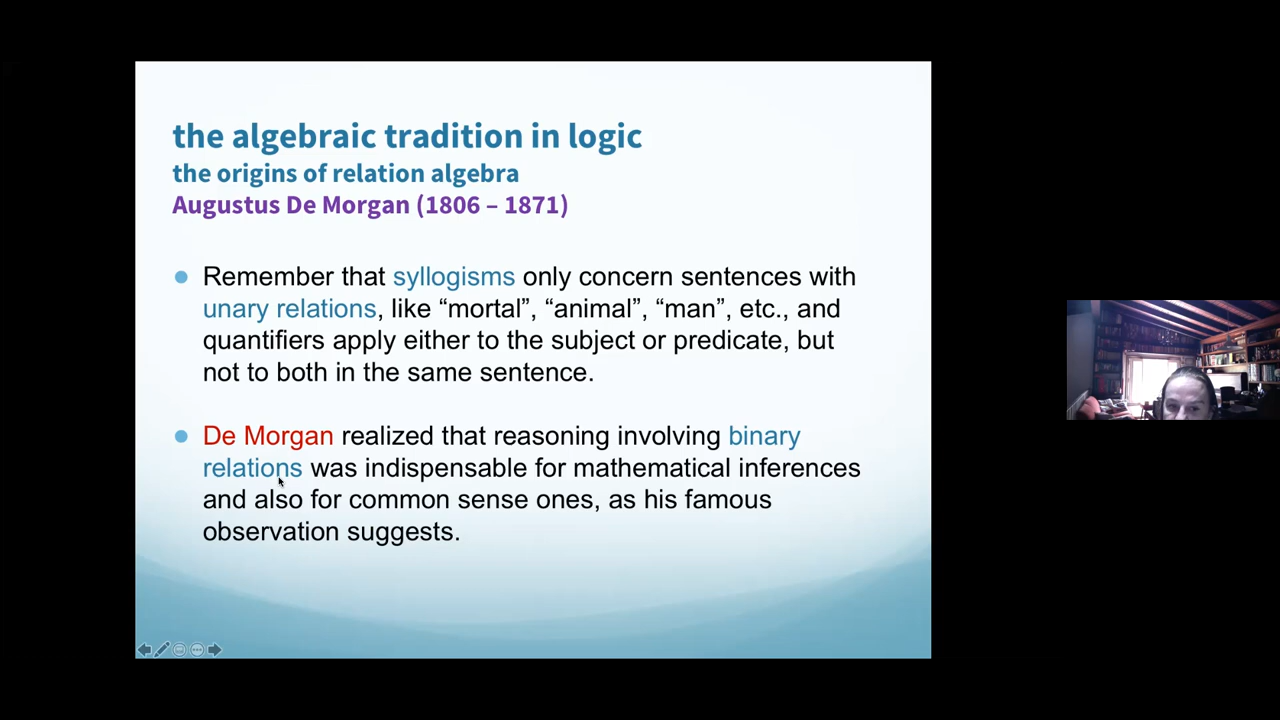 the algebraic tradition in logic
the origins of relation algebra
Augustus De Morgan (1806 – 1871)
Remember that syllogisms only concern sentences with
unary relations, like “mortal”, “animal”, “man”, etc., and
quantifiers apply either to the subject or predicate, but
not to both in the same sentence.
De Morgan realized that reasoning involving binary
relations was indispensable for mathematical inferences
and also for common sense ones, as his famous
observation suggests.